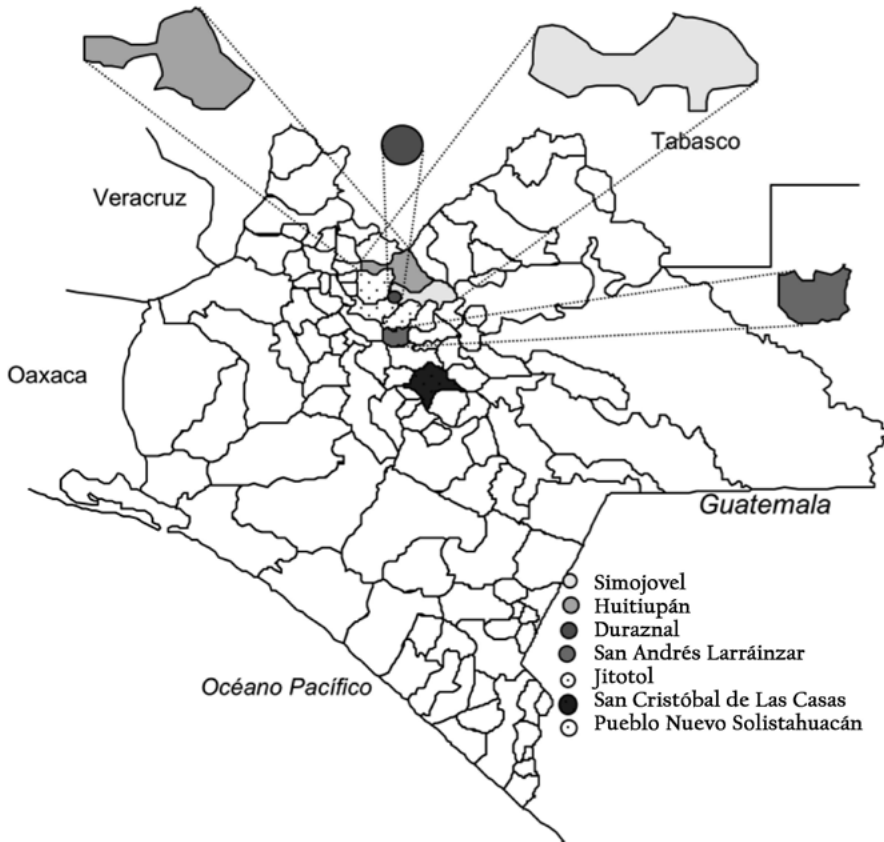 Tabasco
Veracruz
Oaxaca
Guatemala
Simojovel
Huitiupán
Duraznal
San Andrés Larráinzar
Jitotol
San Cristóbal de Las Casas
Pueblo Nuevo Solistahuacán
Océano Pacífico